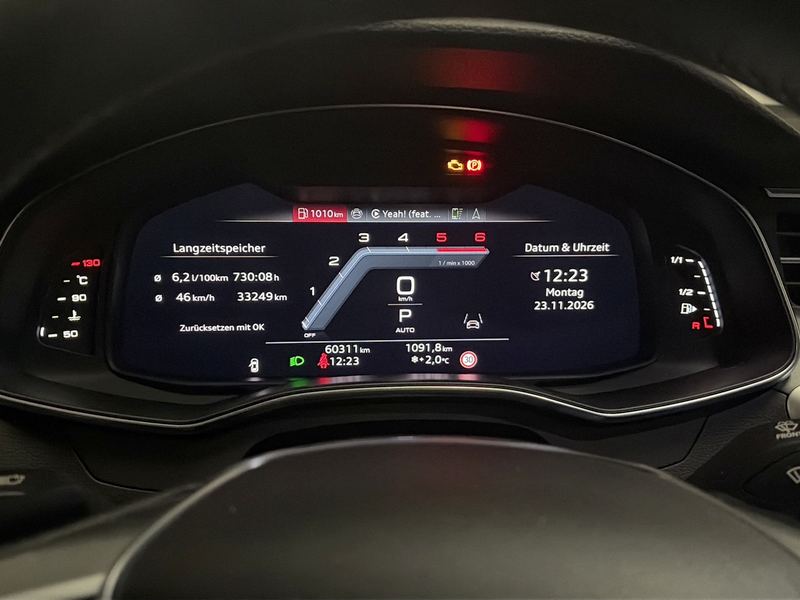 1010km Yeah! (feat. ...
Langzeitspeicher
Ø 6,2 l/100km 730:08 h
Ø 46 km/h 33249 km
Zurücksetzen mit OK
130
°C
90
50
1 2 3 4 5 6
1 / min x 1000
OFF
0
km/h
P
AUTO
Datum & Uhrzeit
12:23
Montag
23.11.2026
1/1
1/2
R
60311 km 1091,8 km
12:23 +2,0°C 30
FRONT